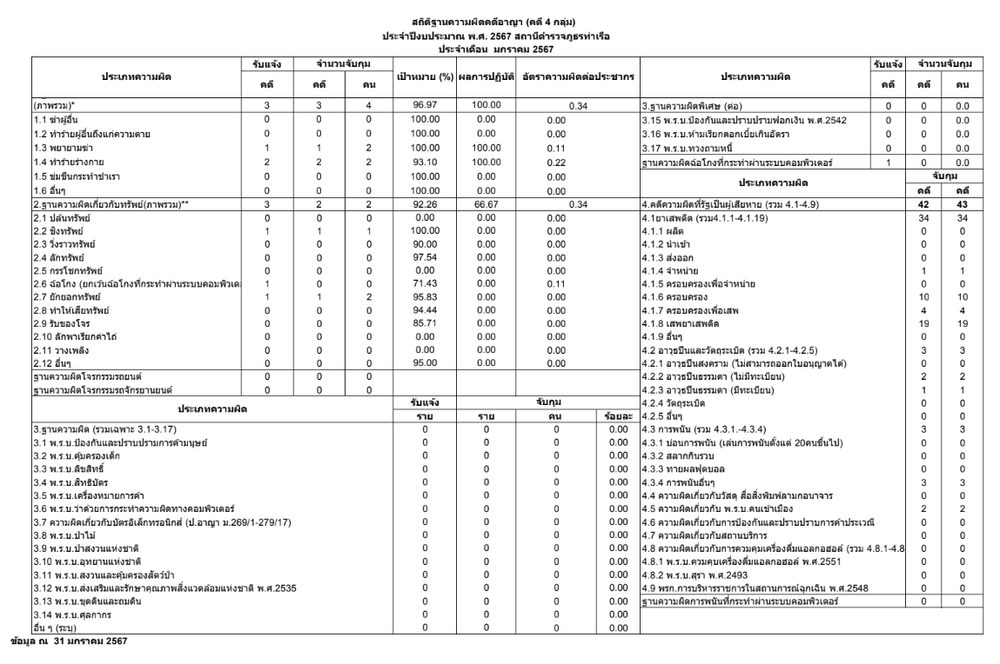 สถิติฐานความผิดคดีอาญา (คดี 4 กลุ่ม)
ประจำปีงบประมาณ พ.ศ. 2567 สถานีตำรวจภูธรท่าเรือ
ประจำเดือน มกราคม 2567
ประเภทความผิด รับแจ้ง จำนวนจับกุม เป้าหมาย (%) ผลการปฏิบัติ อัตราความผิดต่อประชากร
คดี คดี คน
(ภาพรวม)* 3 3 4 96.97 100.00 0.34
1.1 ฆ่าผู้อื่น 0 0 0 100.00 0.00 0.00
1.2 ทำร้ายผู้อื่นถึงแก่ความตาย 0 0 0 100.00 0.00 0.00
1.3 พยายามฆ่า 1 1 2 100.00 100.00 0.11
1.4 ทำร้ายร่างกาย 2 2 2 93.10 100.00 0.22
1.5 ข่มขืนกระทำชำเรา 0 0 0 100.00 0.00 0.00
1.6 อื่นๆ 0 0 0 100.00 0.00 0.00
2.ฐานความผิดเกี่ยวกับทรัพย์(ภาพรวม)** 3 2 2 92.26 66.67 0.34
2.1 ปล้นทรัพย์ 0 0 0 0.00 0.00 0.00
2.2 ชิงทรัพย์ 1 1 1 100.00 0.00 0.00
2.3 วิ่งราวทรัพย์ 0 0 0 90.00 0.00 0.00
2.4 ลักทรัพย์ 0 0 0 97.54 0.00 0.00
2.5 กรรโชกทรัพย์ 0 0 0 0.00 0.00 0.00
2.6 ฉ้อโกง (ยกเว้นฉ้อโกงที่กระทำผ่านระบบคอมพิวเต 1 0 0 71.43 0.00 0.11
2.7 ยักยอกทรัพย์ 1 1 2 95.83 0.00 0.00
2.8 ทำให้เสียทรัพย์ 0 0 0 94.44 0.00 0.00
2.9 รับของโจร 0 0 0 85.71 0.00 0.00
2.10 ลักพาเรียกค่าไถ่ 0 0 0 0.00 0.00 0.00
2.11 วางเพลิง 0 0 0 0.00 0.00 0.00
2.12 อื่นๆ 0 0 0 95.00 0.00 0.00
ฐานความผิดโจรกรรมรถยนต์ 0 0 0
ฐานความผิดโจรกรรมรถจักรยานยนต์ 0 0 0
ประเภทความผิด รับแจ้ง จับกุม
ราย ราย คน ร้อยละ
3.ฐานความผิด (รวมเฉพาะ 3.1-3.17) 0 0 0 0.00
3.1 พ.ร.บ.ป้องกันและปราบปรามการค้ามนุษย์ 0 0 0 0.00
3.2 พ.ร.บ.คุ้มครองเด็ก 0 0 0 0.00
3.3 พ.ร.บ.ลิขสิทธิ์ 0 0 0 0.00
3.4 พ.ร.บ.สิทธิบัตร 0 0 0 0.00
3.5 พ.ร.บ.เครื่องหมายการค้า 0 0 0 0.00
3.6 พ.ร.บ.ว่าด้วยการกระทำความผิดทางคอมพิวเตอร์ 0 0 0 0.00
3.7 ความผิดเกี่ยวกับบัตรอิเล็กทรอนิกส์ (ป.อาญา ม.269/1-279/17) 0 0 0 0.00
3.8 พ.ร.บ.ป่าไม้ 0 0 0 0.00
3.9 พ.ร.บ.ป่าสงวนแห่งชาติ 0 0 0 0.00
3.10 พ.ร.บ.อุทยานแห่งชาติ 0 0 0 0.00
3.11 พ.ร.บ.สงวนและคุ้มครองสัตว์ป่า 0 0 0 0.00
3.12 พ.ร.บ.ส่งเสริมและรักษาคุณภาพสิ่งแวดล้อมแห่งชาติ พ.ศ.2535 0 0 0 0.00
3.13 พ.ร.บ.ขุดดินและถมดิน 0 0 0 0.00
3.14 พ.ร.บ.ศุลกากร 0 0 0 0.00
อื่น ๆ (ระบุ) 0 0 0 0.00
ประเภทความผิด รับแจ้ง จำนวนจับกุม
คดี คดี คน
3.ฐานความผิดพิเศษ (ต่อ) 0 0 0.0
3.15 พ.ร.บ.ป้องกันและปราบปรามฟอกเงิน พ.ศ.2542 0 0 0.0
3.16 พ.ร.บ.ห้ามเรียกดอกเบี้ยเกินอัตรา 0 0 0.0
3.17 พ.ร.บ.ทวงถามหนี้ 0 0 0.0
ฐานความผิดฉ้อโกงที่กระทำผ่านระบบคอมพิวเตอร์ 1 0 0.0
ประเภทความผิด จับกุม
คดี คดี
4.คดีความผิดที่รัฐเป็นผู้เสียหาย (รวม 4.1-4.9) 42 43
4.1ยาเสพติด (รวม4.1.1-4.1.19) 34 34
4.1.1 ผลิต 0 0
4.1.2 นำเข้า 0 0
4.1.3 ส่งออก 0 0
4.1.4 จำหน่าย 1 1
4.1.5 ครอบครองเพื่อจำหน่าย 0 0
4.1.6 ครอบครอง 10 10
4.1.7 ครอบครองเพื่อเสพ 4 4
4.1.8 เสพยาเสพติด 19 19
4.1.9 อื่นๆ 0 0
4.2 อาวุธปืนและวัตถุระเบิด (รวม 4.2.1-4.2.5) 3 3
4.2.1 อาวุธปืนสงคราม (ไม่สามารถออกใบอนุญาตได้) 0 0
4.2.2 อาวุธปืนธรรมดา (ไม่มีทะเบียน) 2 2
4.2.3 อาวุธปืนธรรมดา (มีทะเบียน) 1 1
4.2.4 วัตถุระเบิด 0 0
4.2.5 อื่นๆ 0 0
4.3 การพนัน (รวม 4.3.1.-4.3.4) 3 3
4.3.1 บ่อนการพนัน (เล่นการพนันตั้งแต่ 20คนขึ้นไป) 0 0
4.3.2 สลากกินรวบ 0 0
4.3.3 ทายผลฟุตบอล 0 0
4.3.4 การพนันอื่นๆ 3 3
4.4 ความผิดเกี่ยวกับวัสดุ สื่อสิ่งพิมพ์ลามกอนาจาร 0 0
4.5 ความผิดเกี่ยวกับ พ.ร.บ.คนเข้าเมือง 2 2
4.6 ความผิดเกี่ยวกับการป้องกันและปราบปราบการค้าประเวณี 0 0
4.7 ความผิดเกี่ยวกับสถานบริการ 0 0
4.8 ความผิดเกี่ยวกับการควบคุมเครื่องดื่มแอลกอฮอล์ (รวม 4.8.1-4.8 0 0
4.8.1 พ.ร.บ.ควบคุมเครื่องดื่มแอลกอฮอล์ พ.ศ.2551 0 0
4.8.2 พ.ร.บ.สุรา พ.ศ.2493 0 0
4.9 พรก.การบริหารราชการในสถานการณ์ฉุกเฉิน พ.ศ.2548 0 0
ฐานความผิดการพนันที่กระทำผ่านระบบคอมพิวเตอร์ 0 0
ข้อมูล ณ 31 มกราคม 2567